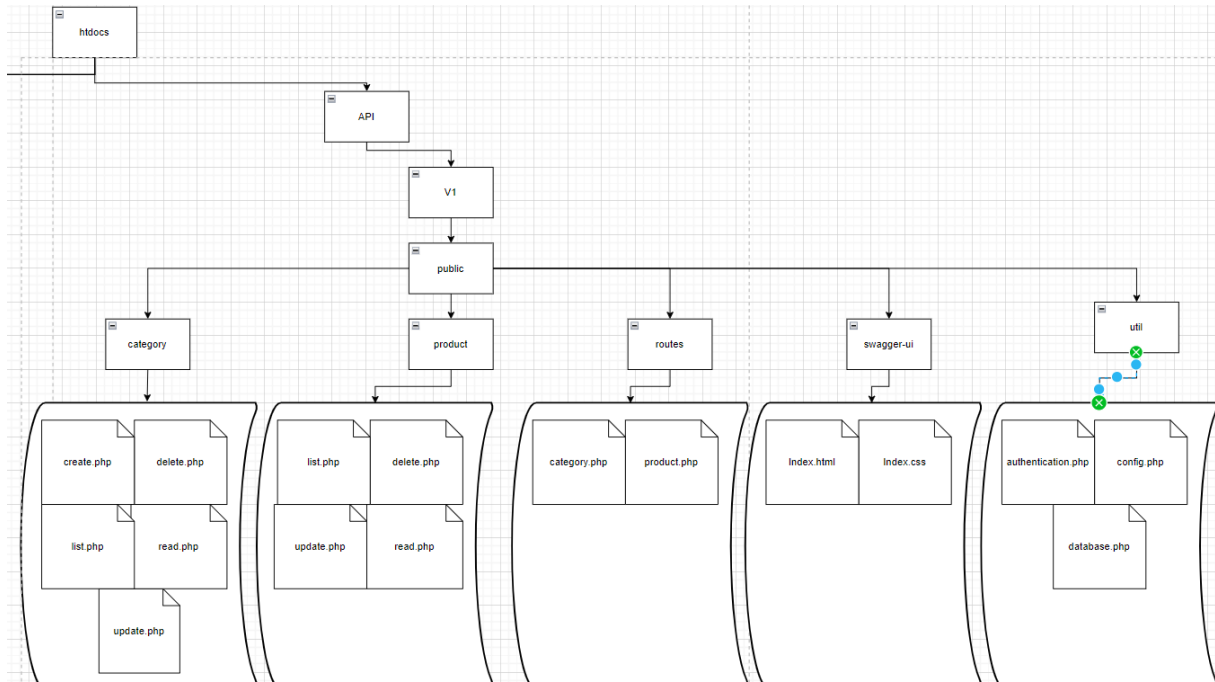 htdocs
API
V1
public
category
product
routes
swagger-ui
util
create.php
delete.php
list.php
read.php
update.php
list.php
delete.php
update.php
read.php
category.php
product.php
Index.html
Index.css
authentication.php
config.php
database.php